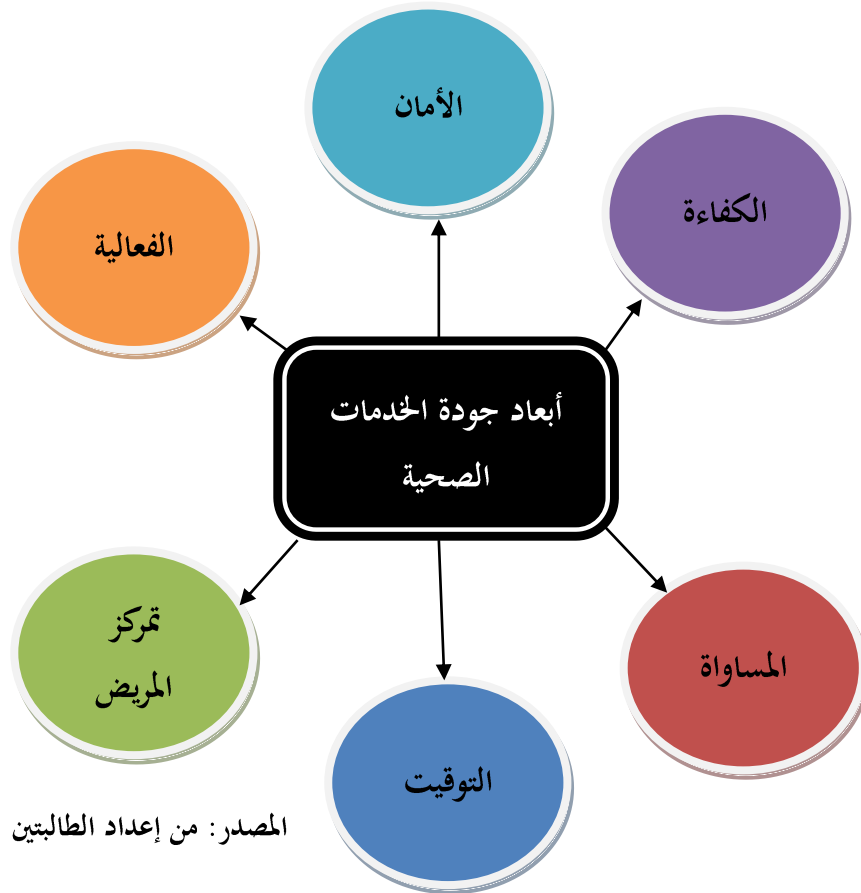 الأمان
الكفاءة
الفعالية
أبعاد جودة الخدمات
الصحية
تمركز
المريض
المساواة
التوقيت
المصدر: من إعداد الطالبتين